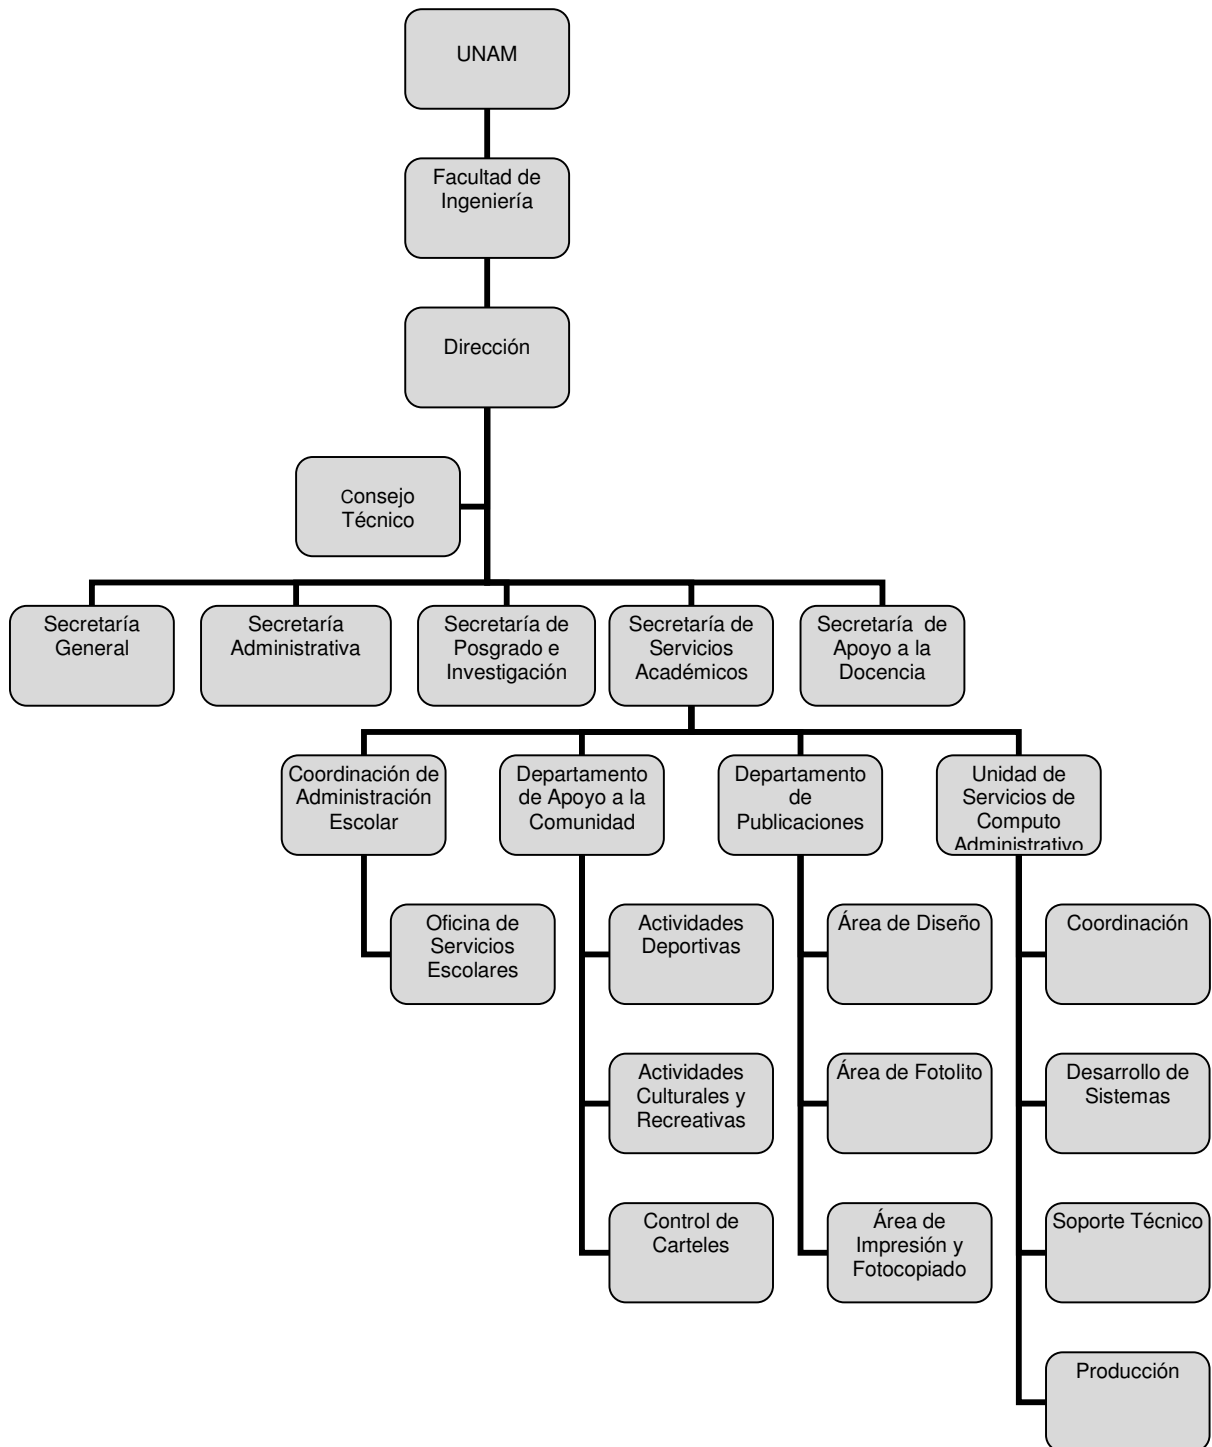 UNAM
Facultad de
Ingeniería
Dirección
Consejo
Técnico
Secretaría
General
Secretaría
Administrativa
Secretaría de
Posgrado e
Investigación
Secretaría de
Servicios
Académicos
Secretaría  de
Apoyo a la
Docencia
Coordinación de
Administración
Escolar
Departamento
de Apoyo a la
Comunidad
Departamento
de
Publicaciones
Unidad de
Servicios de
Computo
Administrativo
Oficina de
Servicios
Escolares
Actividades
Deportivas
Área de Diseño
Coordinación
Actividades
Culturales y
Recreativas
Área de Fotolito
Desarrollo de
Sistemas
Control de
Carteles
Área de
Impresión y
Fotocopiado
Soporte Técnico
Producción